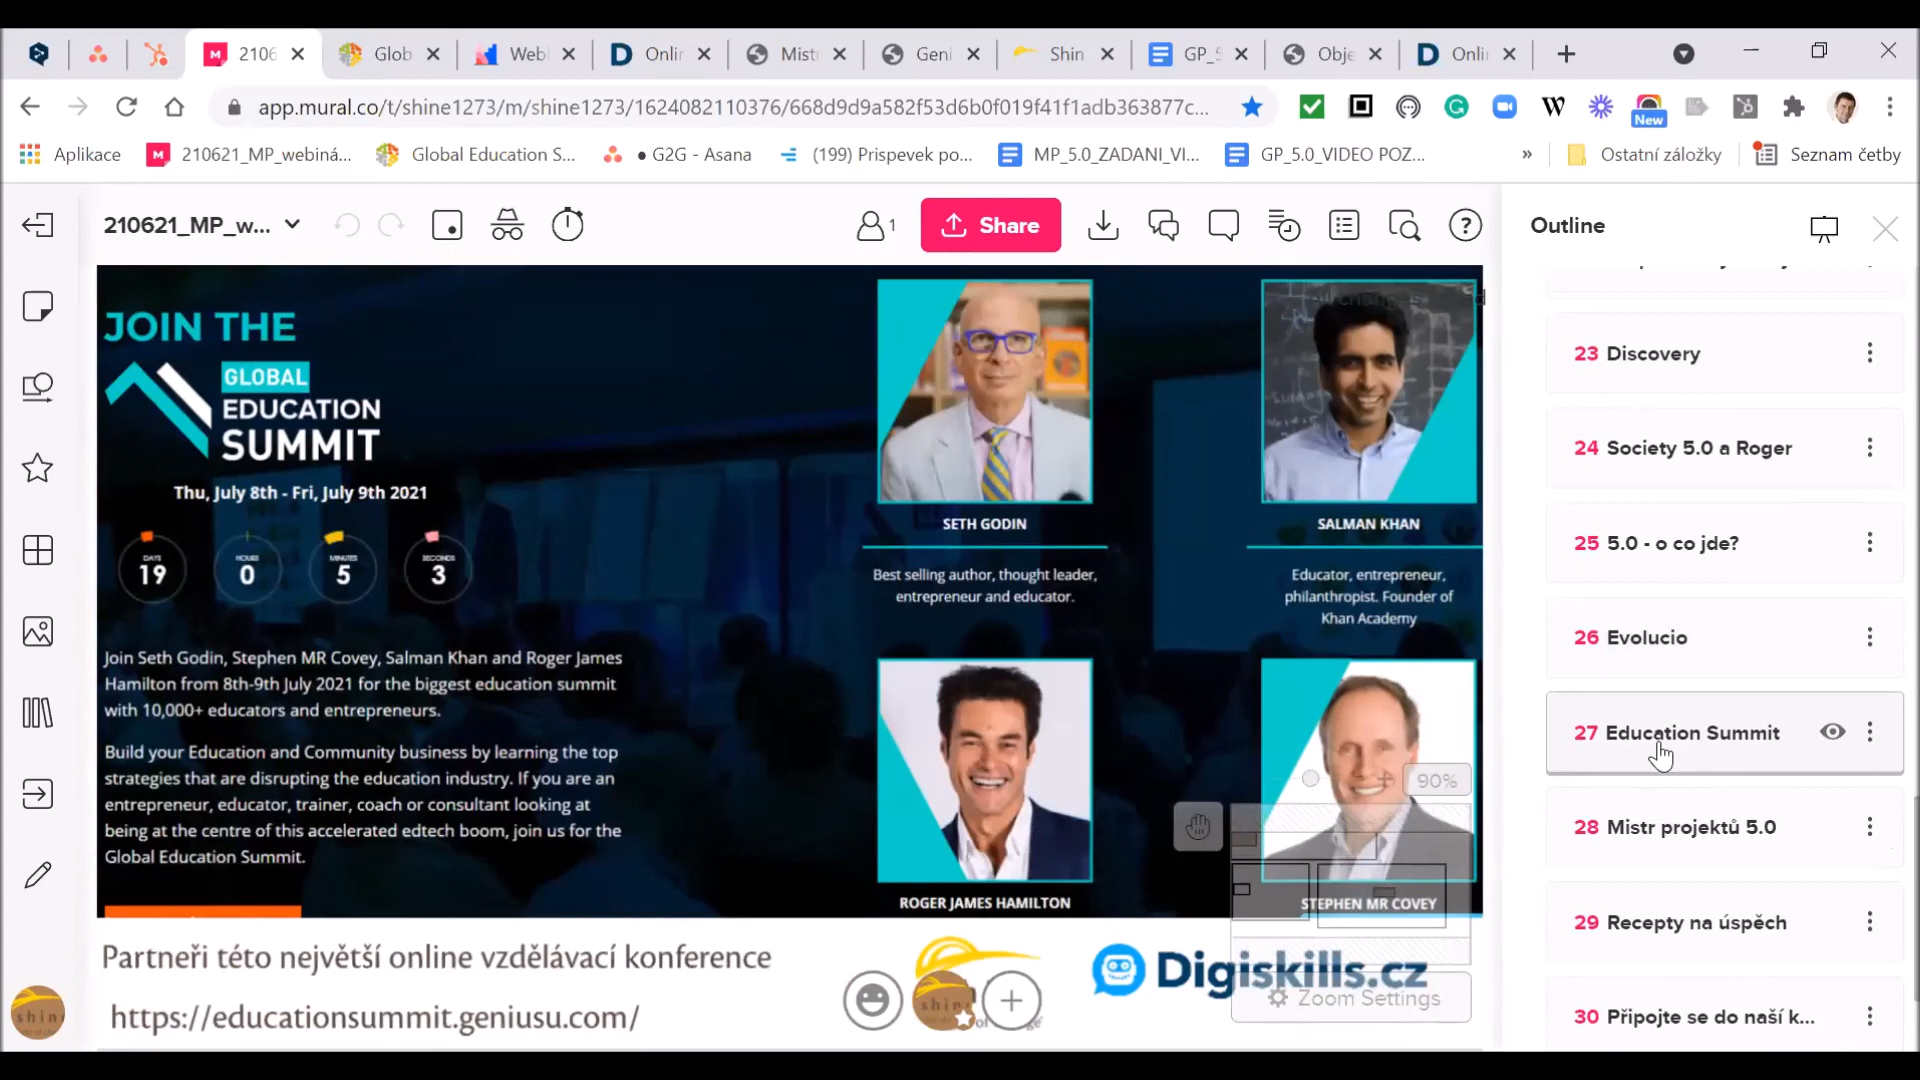 2106
Glob
Webl
Onli
Mist
Geni
Shin
GP_5
Obje
Onli
app.mural.co/t/shine1273/m/shine1273/1624082110376/668d9d9a582f53d6b0f019f41f1adb363877c...
New
Aplikace
210621_MP_webiná...
Global Education S...
● G2G - Asana
(199) Prispevek po...
MP_5.0_ZADANI_VI...
GP_5.0_VIDEO POZ...
»
Ostatní záložky
Seznam četby
210621_MP_w...
1
Share
Outline
JOIN THE
GLOBAL
EDUCATION
SUMMIT
Thu, July 8th - Fri, July 9th 2021
DAYS
19
HOURS
0
MINUTES
5
SECONDS
3
Join Seth Godin, Stephen MR Covey, Salman Khan and Roger James
Hamilton from 8th-9th July 2021 for the biggest education summit
with 10,000+ educators and entrepreneurs.
Build your Education and Community business by learning the top
strategies that are disrupting the education industry. If you are an
entrepreneur, educator, trainer, coach or consultant looking at
being at the centre of this accelerated edtech boom, join us for the
Global Education Summit.
SETH GODIN
Best selling author, thought leader,
entrepreneur and educator.
SALMAN KHAN
Educator, entrepreneur,
philanthropist. Founder of
Khan Academy
ROGER JAMES HAMILTON
STEPHEN MR COVEY
90%
Zoom Settings
Partneři této největší online vzdělávací konference
https://educationsummit.geniusu.com/
shine
Digiskills.cz
23 Discovery
24 Society 5.0 a Roger
25 5.0 - o co jde?
26 Evolucio
27 Education Summit
28 Mistr projektů 5.0
29 Recepty na úspěch
30 Připojte se do naší k...